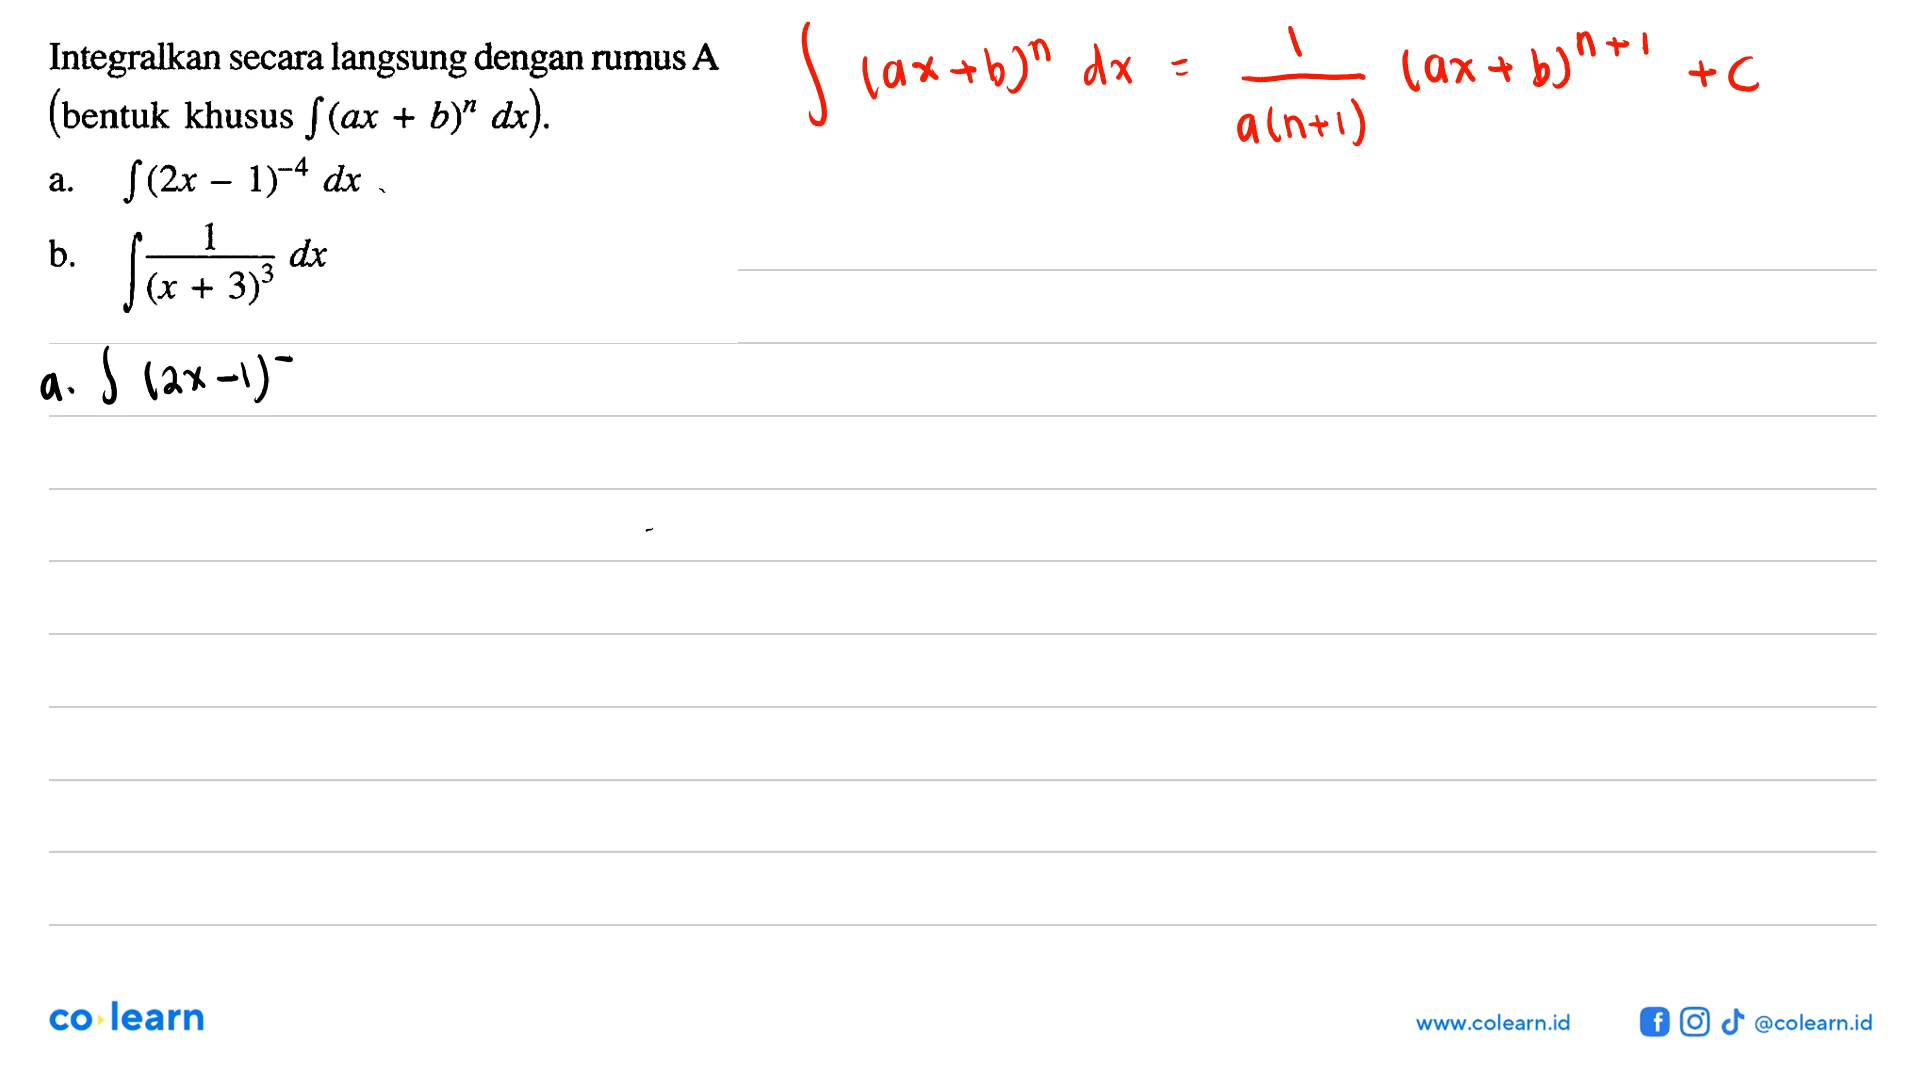 Integralkan secara langsung dengan rumus A
(bentuk khusus ∫(ax + b)ⁿ dx).
a. ∫(2x – 1)⁻⁴ dx
b. ∫ 1/(x + 3)³ dx
∫ (ax+b)ⁿ dx = 1/a(n+1) (ax+b)ⁿ⁺¹ + C
a. ∫ (2x-1)⁻
co learn
www.colearn.id
@colearn.id